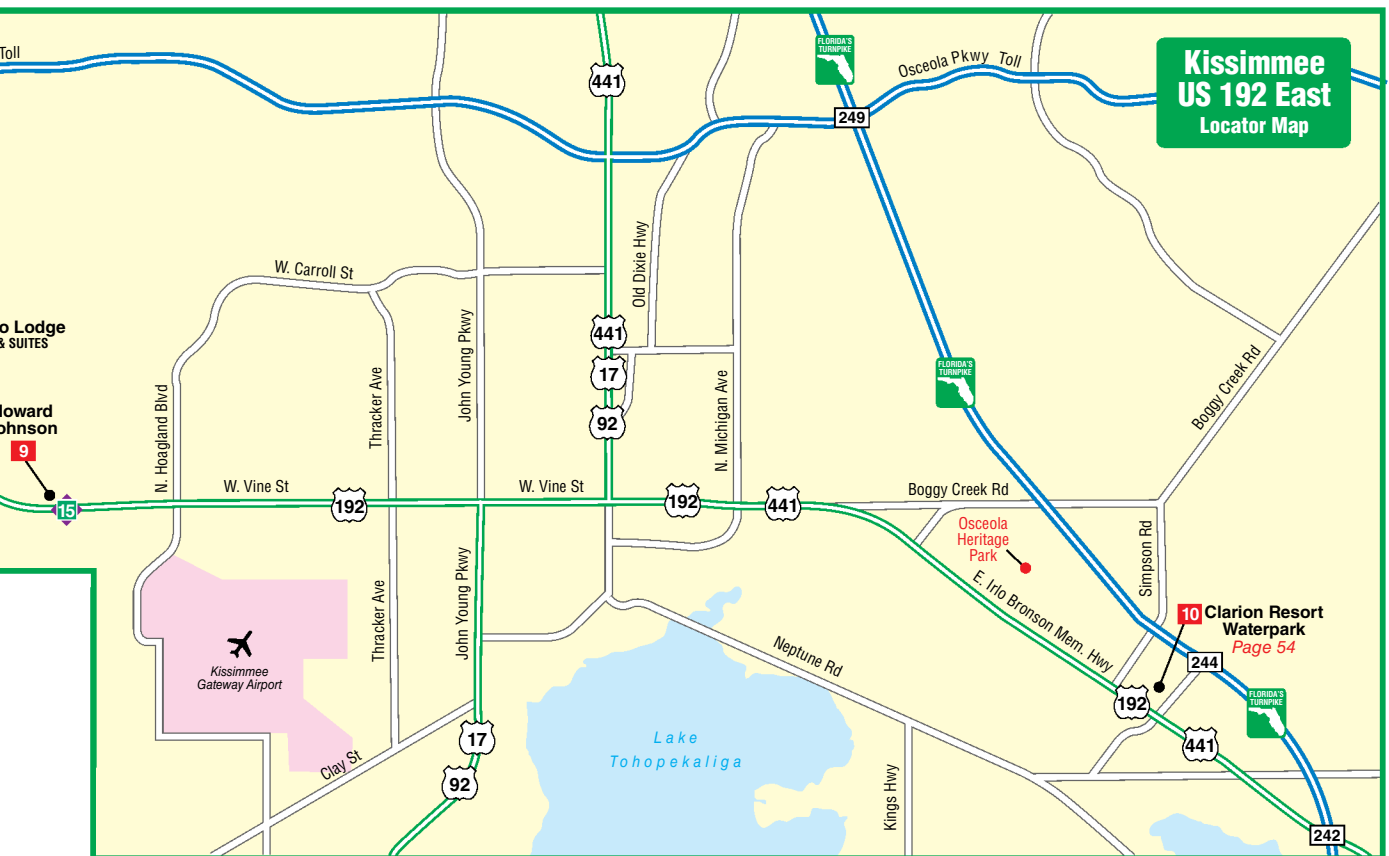 Toll
441
FLORIDA'S
TURNPIKE
Osceola Pkwy Toll
Kissimmee
US 192 East
Locator Map
249
W. Carroll St
Old Dixie Hwy
o Lodge
& SUITES
441
17
92
John Young Pkwy
Thracker Ave
N. Hoagland Blvd
N. Michigan Ave
FLORIDA'S
TURNPIKE
Boggy Creek Rd
oward
ohnson
9
15
W. Vine St
192
W. Vine St
192
441
Boggy Creek Rd
Osceola
Heritage
Park
Simpson Rd
E. Irlo Bronson Mem. Hwy
10 Clarion Resort
Waterpark
Page 54
244
Thracker Ave
John Young Pkwy
Kissimmee
Gateway Airport
Neptune Rd
192
FLORIDA'S
TURNPIKE
441
17
92
Clay St
Lake
Tohopekaliga
Kings Hwy
242